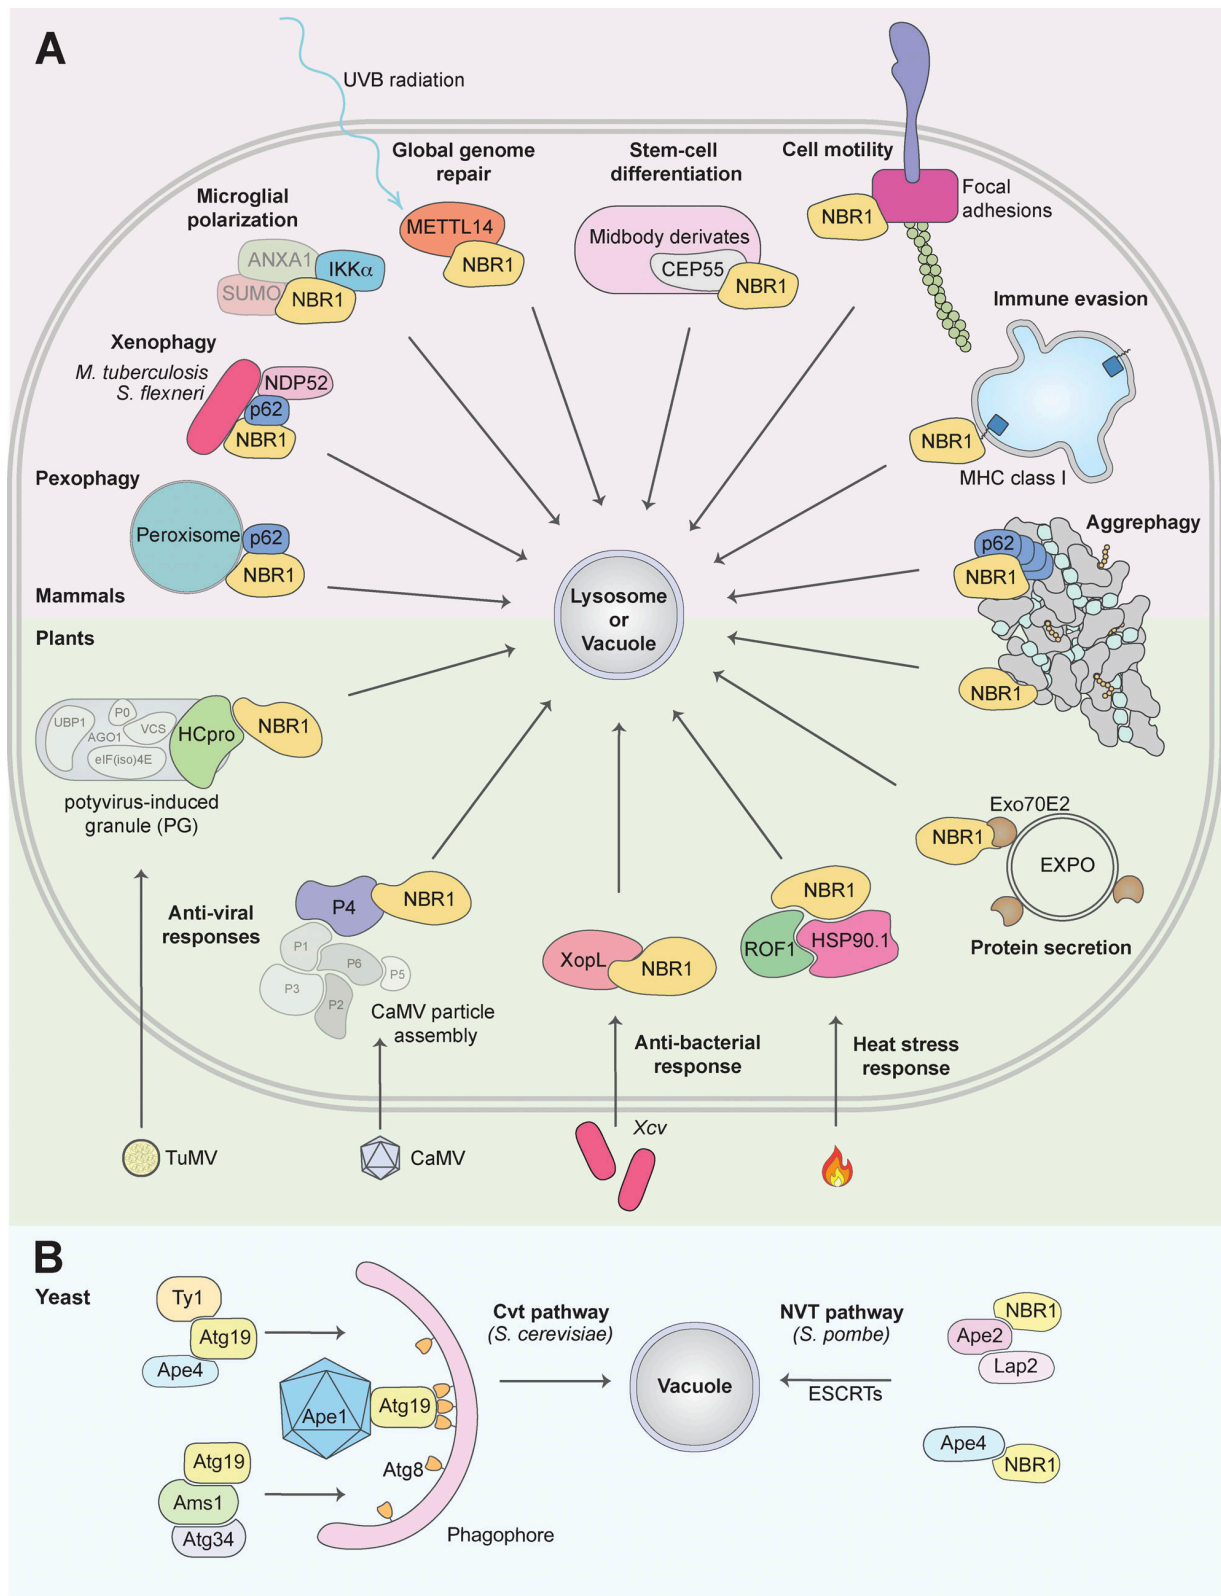 A
UVB radiation
Global genome
repair
METTL14
NBR1
Stem-cell
differentiation
Midbody derivates
CEP55
NBR1
Cell motility
NBR1
Focal
adhesions
Microglial
polarization
ANXA1
IKKα
SUMO
NBR1
Immune evasion
NBR1
MHC class I
Xenophagy
M. tuberculosis
S. flexneri
NDP52
p62
NBR1
Pexophagy
Peroxisome
p62
NBR1
Aggrephagy
p62
NBR1
NBR1
Mammals
Plants
Lysosome
or
Vacuole
UBP1
P0
AGO1
VCS
eIF(iso)4E
HCpro
NBR1
potyvirus-induced
granule (PG)
Exo70E2
NBR1
EXPO
Protein secretion
Anti-viral
responses
P4
NBR1
P1
P6
P5
P3
P2
CaMV particle
assembly
XopL
NBR1
Anti-bacterial
response
NBR1
ROF1
HSP90.1
Heat stress
response
TuMV
CaMV
Xcv
B
Yeast
Ty1
Atg19
Ape4
Ape1
Atg19
Atg8
Atg19
Ams1
Atg34
Phagophore
Cvt pathway
(S. cerevisiae)
Vacuole
NVT pathway
(S. pombe)
ESCRTs
NBR1
Ape2
Lap2
Ape4
NBR1